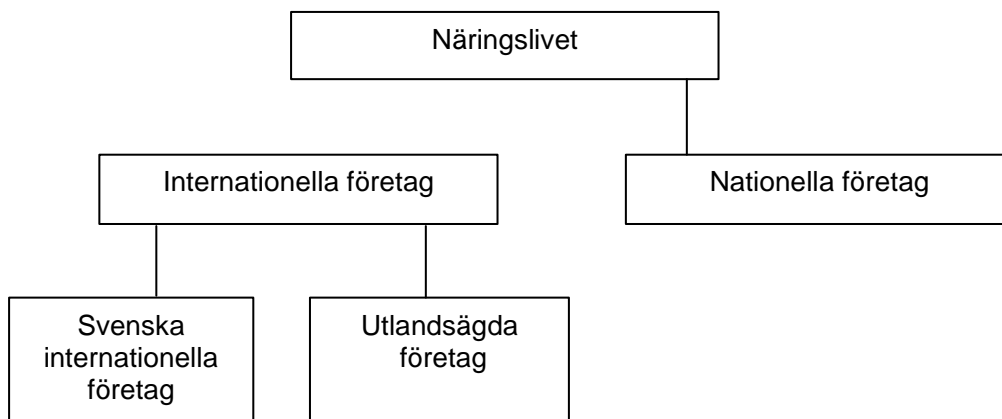 Näringslivet
Internationella företag
Nationella företag
Svenska
internationella
företag
Utlandsägda
företag